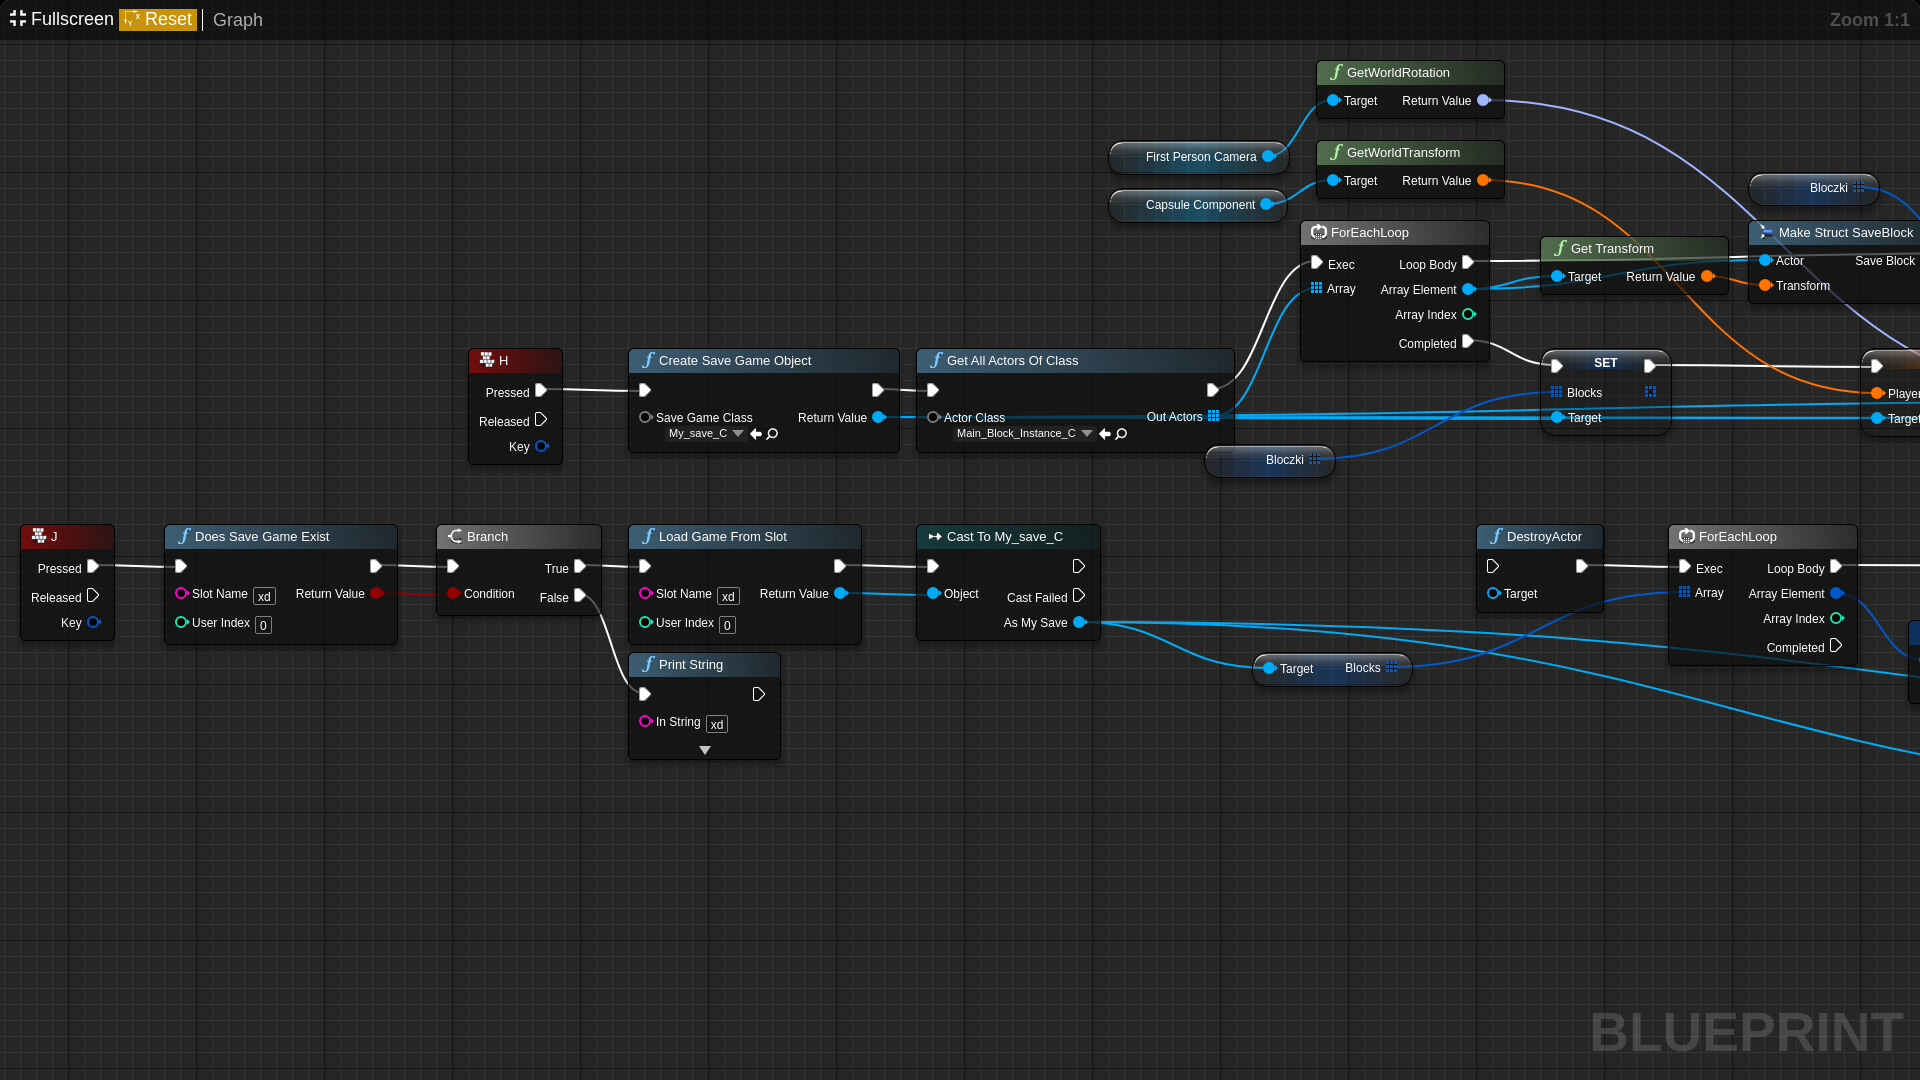 Fullscreen Reset Graph Zoom 1:1
GetWorldRotation
Target Return Value
First Person Camera
GetWorldTransform
Target Return Value
Capsule Component
Bloczki
ForEachLoop
Exec Loop Body
Array Array Element
Array Index
Completed
Get Transform
Target Return Value
Make Struct SaveBlock
Actor Save Block
Transform
H
Pressed
Released
Key
Create Save Game Object
Save Game Class Return Value
My_save_C
Get All Actors Of Class
Actor Class Out Actors
Main_Block_Instance_C
Bloczki
SET
Blocks
Target
Player
Target
J
Pressed
Released
Key
Does Save Game Exist
Slot Name xd Return Value
User Index 0
Branch
True
Condition False
Load Game From Slot
Slot Name xd Return Value
User Index 0
Print String
In String xd
Cast To My_save_C
Object Cast Failed
As My Save
Target Blocks
DestroyActor
Target
ForEachLoop
Exec Loop Body
Array Array Element
Array Index
Completed
BLUEPRINT